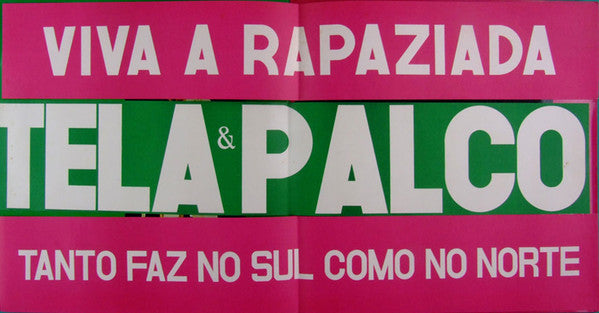 VIVA A RAPAZIADA
TELA & PALCO
TANTO FAZ NO SUL COMO NO NORTE